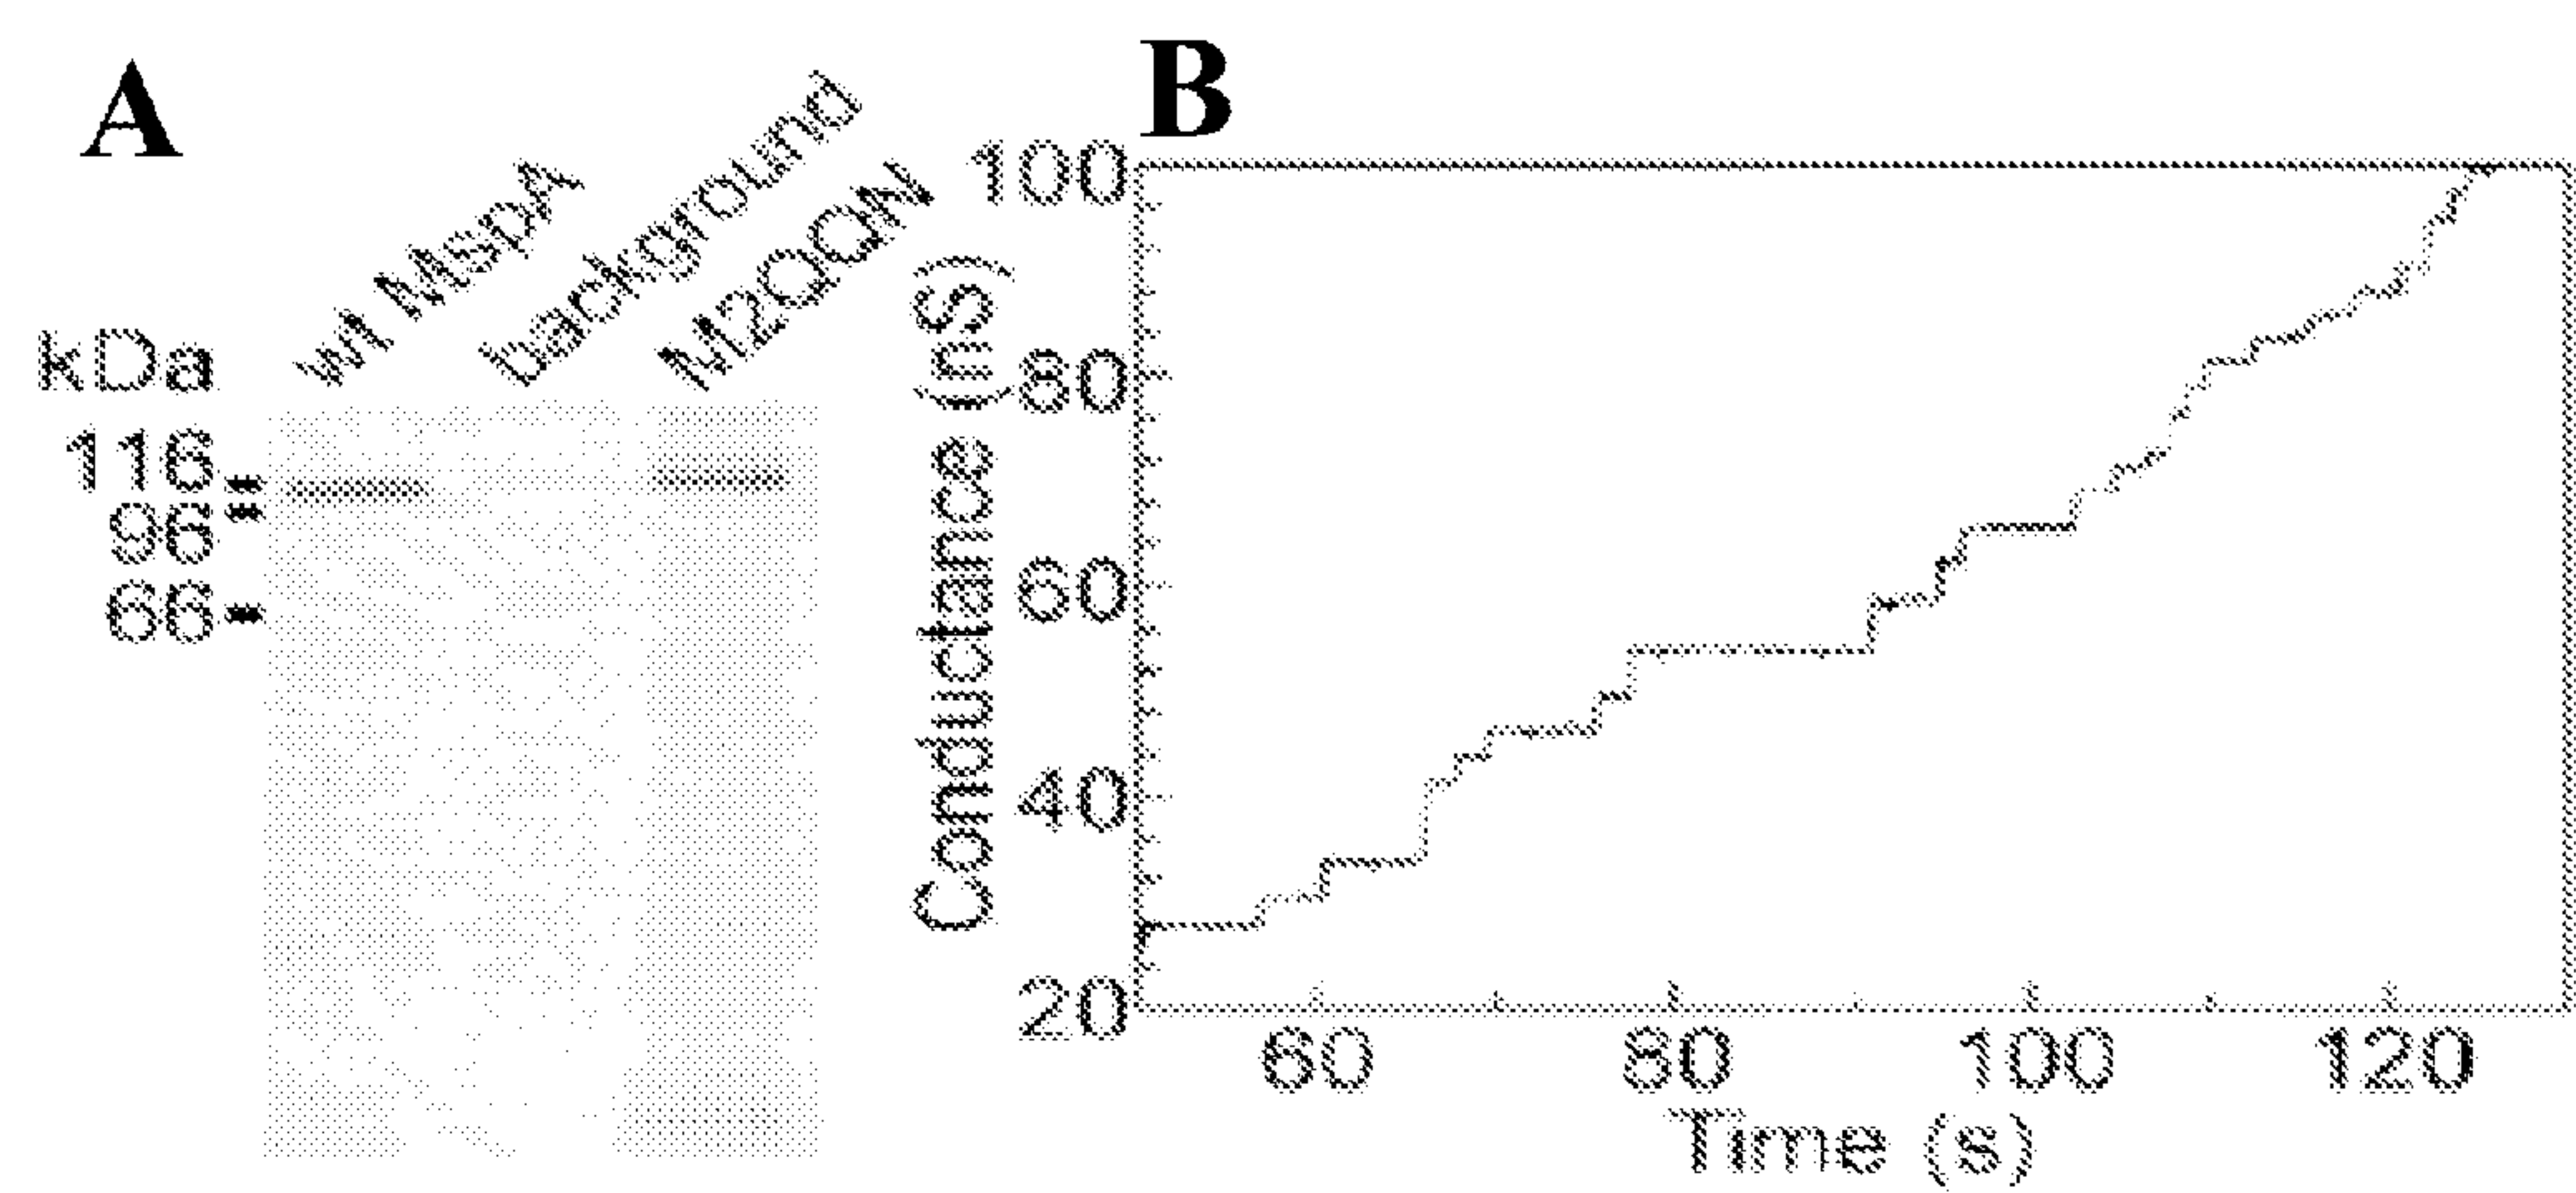 A
wt MspA
background
M2QQN
kDa
116
96
66
B
Conductance (nS)
100
80
60
40
20
60
80
100
120
Time (s)